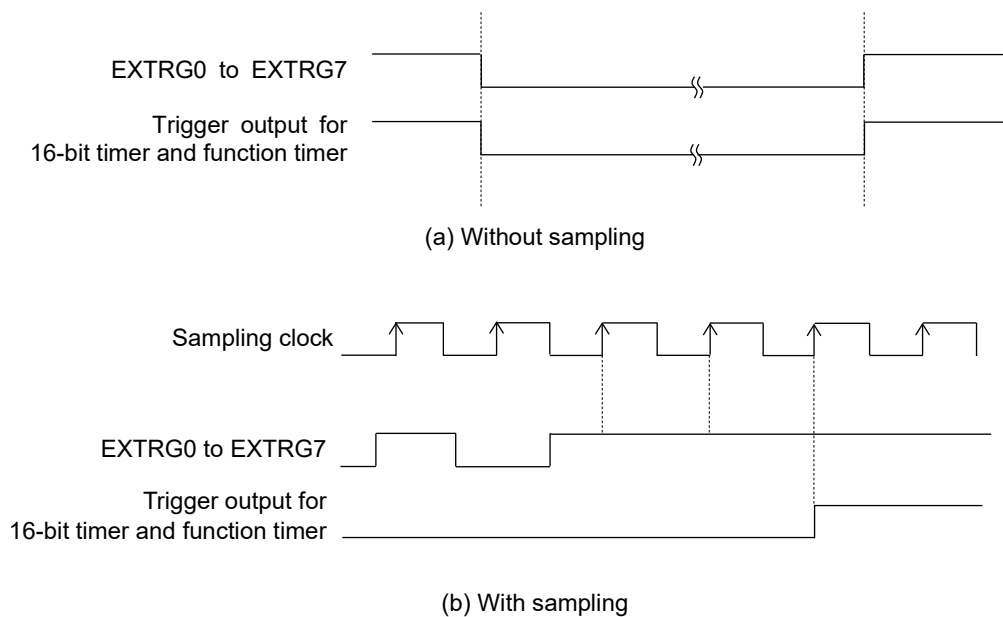 EXTRG0 to EXTRG7
Trigger output for
16-bit timer and function timer
(a) Without sampling
Sampling clock
EXTRG0 to EXTRG7
Trigger output for
16-bit timer and function timer
(b) With sampling